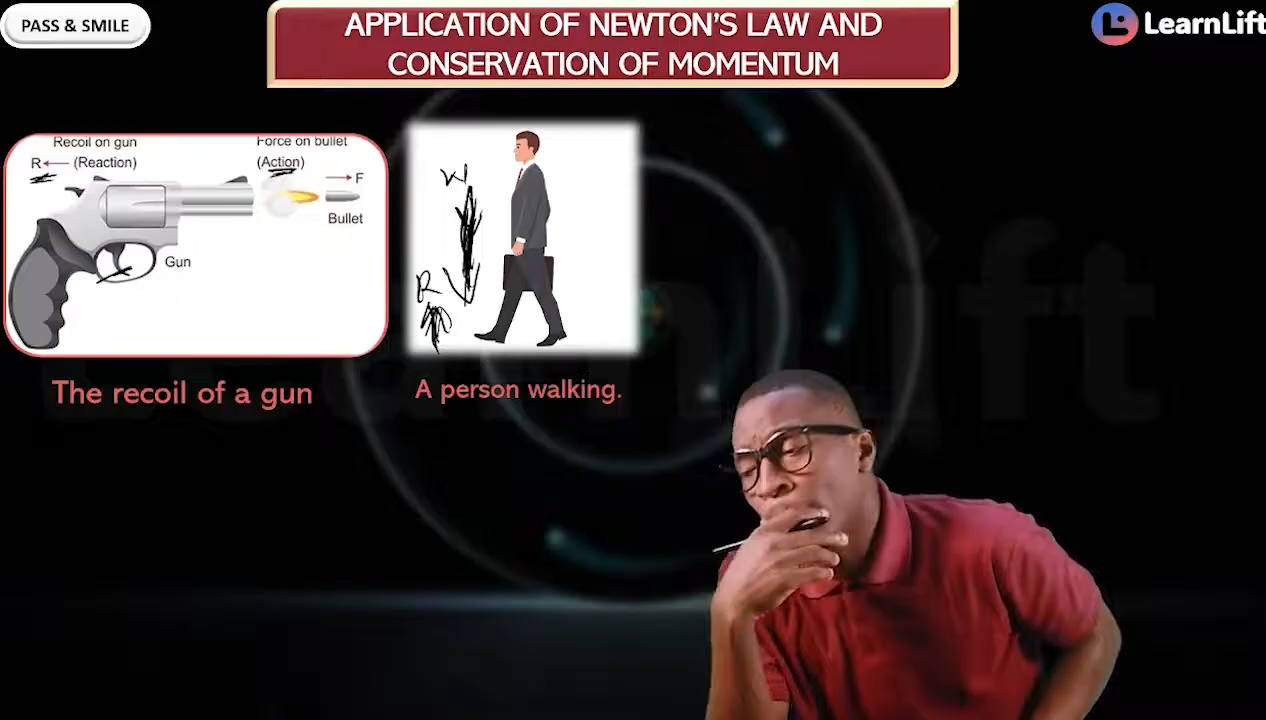 PASS & SMILE
APPLICATION OF NEWTON'S LAW AND
CONSERVATION OF MOMENTUM
LearnLift
Recoil on gun
Force on bullet
R
(Reaction)
(Action)
F
Bullet
Gun
W
R
The recoil of a gun
A person walking.
LearnLift